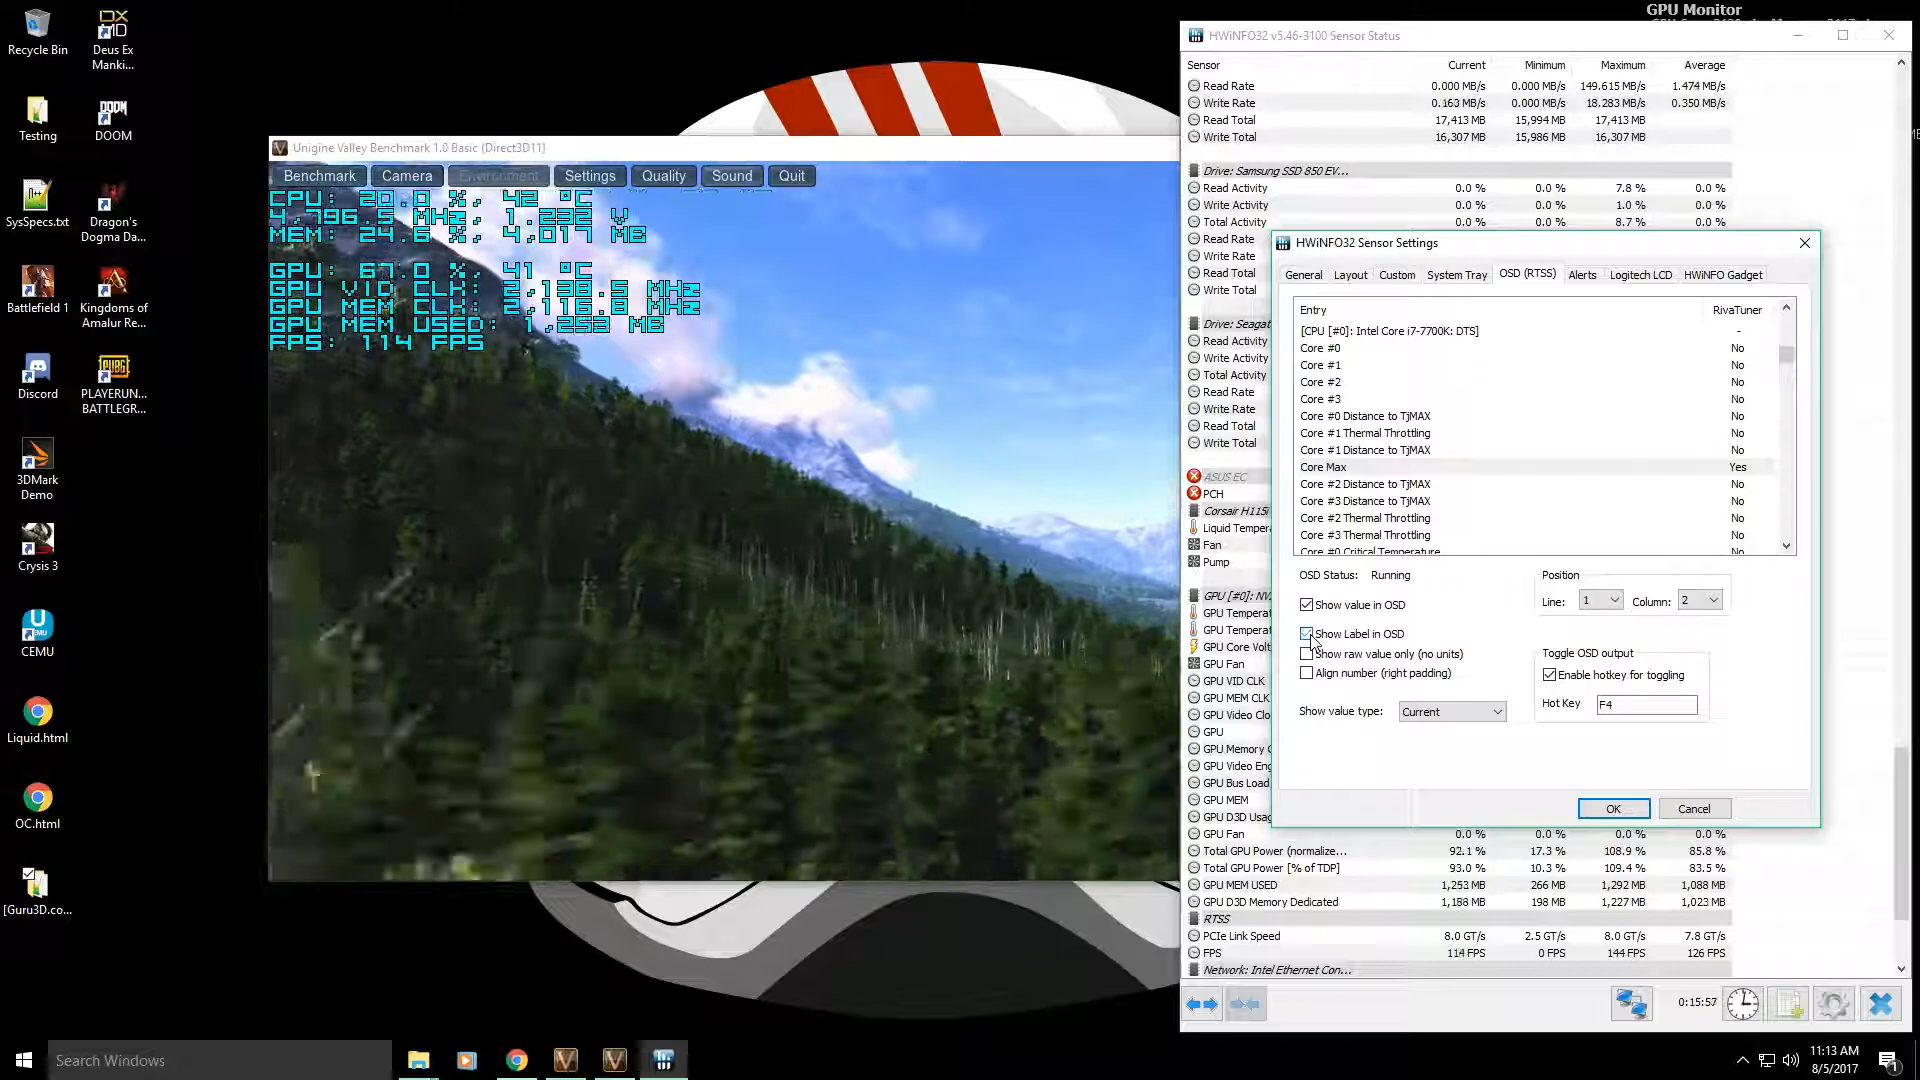 Recycle Bin
Deus Ex Manki...
Testing
DOOM
SysSpecs.txt
Dragon's Dogma Da...
Battlefield 1
Kingdoms of Amalur Re...
Discord
PLAYERUN... BATTLEGR...
3DMark Demo
Crysis 3
CEMU
Liquid.html
OC.html
[Guru3D.co...
Unigine Valley Benchmark 1.0 Basic (Direct3D11)
Benchmark Camera Environment Settings Quality Sound Quit
CPU: 20.0 %, 42 °C
4,796.5 MHz, 1.232 V
MEM: 24.6 %, 4,017 MB
GPU: 67.0 %, 41 °C
GPU VID CLK: 2,138.5 MHz
GPU MEM CLK: 2,116.8 MHz
GPU MEM USED: 1,253 MB
FPS: 114 FPS
GPU Monitor
HWiNFO32 v5.46-3100 Sensor Status
Sensor Current Minimum Maximum Average
Read Rate 0.000 MB/s 0.000 MB/s 149.615 MB/s 1.474 MB/s
Write Rate 0.163 MB/s 0.000 MB/s 18.283 MB/s 0.350 MB/s
Read Total 17,413 MB 15,994 MB 17,413 MB
Write Total 16,307 MB 15,986 MB 16,307 MB
Drive: Samsung SSD 850 EV...
Read Activity 0.0 % 0.0 % 7.8 %
Write Activity 0.0 % 0.0 % 1.0 %
Total Activity 0.0 % 0.0 % 8.7 %
Read Rate
Write Rate
Read Total
Write Total
Drive: Seagat
Read Activity
Write Activity
Total Activity
Read Rate
Write Rate
Read Total
Write Total
ASUS EC
PCH
Corsair H115i
Liquid Tempera
Fan
Pump
GPU [#0]: NV
GPU Temperat
GPU Temperat
GPU Core Volt
GPU Fan
GPU VID CLK
GPU MEM CLK
GPU Video Clo
GPU
GPU Memory C
GPU Video Eng
GPU Bus Load
GPU MEM
GPU D3D Usag
GPU Fan 0.0 % 0.0 % 0.0 % 0.0 %
Total GPU Power (normalize... 92.1 % 17.3 % 108.9 % 85.8 %
Total GPU Power [% of TDP] 93.0 % 10.3 % 109.4 % 83.5 %
GPU MEM USED 1,253 MB 266 MB 1,292 MB 1,088 MB
GPU D3D Memory Dedicated 1,188 MB 198 MB 1,227 MB 1,023 MB
RTSS
PCIe Link Speed 8.0 GT/s 2.5 GT/s 8.0 GT/s 7.8 GT/s
FPS 114 FPS 0 FPS 144 FPS 126 FPS
Network: Intel Ethernet Con...
0:15:57
HWiNFO32 Sensor Settings
General Layout Custom System Tray OSD (RTSS) Alerts Logitech LCD HWiNFO Gadget
Entry RivaTuner
[CPU [#0]: Intel Core i7-7700K: DTS] -
Core #0 No
Core #1 No
Core #2 No
Core #3 No
Core #0 Distance to TjMAX No
Core #1 Thermal Throttling No
Core #1 Distance to TjMAX No
Core Max Yes
Core #2 Distance to TjMAX No
Core #3 Distance to TjMAX No
Core #2 Thermal Throttling No
Core #3 Thermal Throttling No
Core #0 Critical Temperature No
OSD Status: Running
Show value in OSD
Show Label in OSD
Show raw value only (no units)
Align number (right padding)
Show value type: Current
Position
Line: 1 Column: 2
Toggle OSD output
Enable hotkey for toggling
Hot Key F4
OK Cancel
Search Windows
11:13 AM
8/5/2017
1